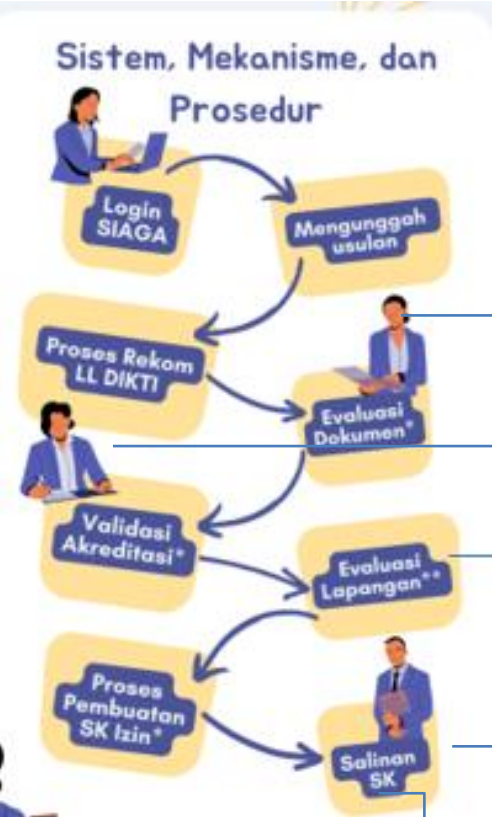 Sistem, Mekanisme, dan
Prosedur
Login
SIAGA
Mengunggah
usulan
Proses Rekom
LL DIKTI
Evaluasi
Dokumen*
Validasi
Akreditasi*
Evaluasi
Lapangan**
Proses
Pembuatan
SK Izin*
Salinan
SK